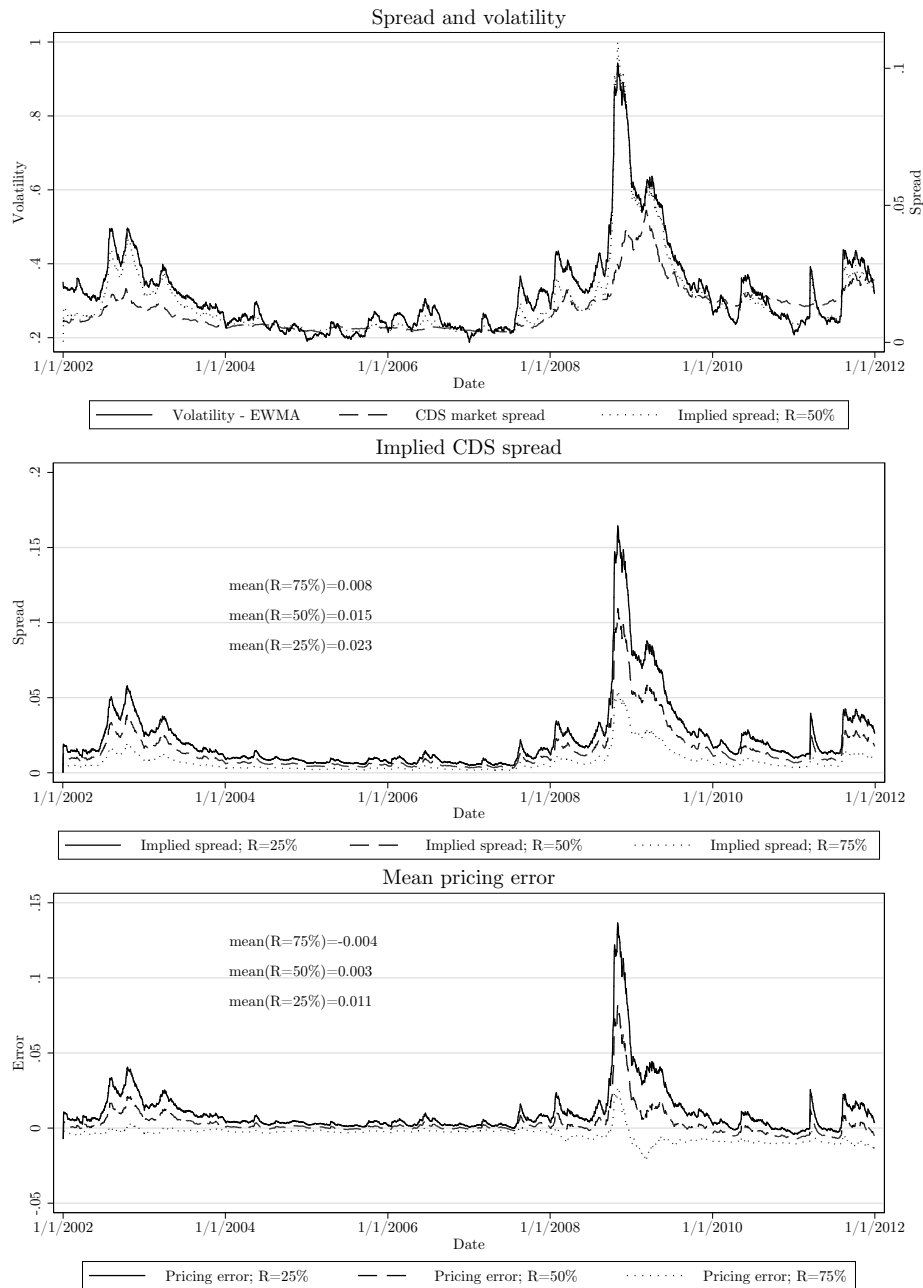 Spread and volatility
Volatility
1
.8
.6
.4
.2
Spread
.1
.05
0
1/1/2002 1/1/2004 1/1/2006 1/1/2008 1/1/2010 1/1/2012
Date
Volatility - EWMA CDS market spread Implied spread; R=50%
Implied CDS spread
Spread
.2
.15
.1
.05
0
mean(R=75%)=0.008
mean(R=50%)=0.015
mean(R=25%)=0.023
1/1/2002 1/1/2004 1/1/2006 1/1/2008 1/1/2010 1/1/2012
Date
Implied spread; R=25% Implied spread; R=50% Implied spread; R=75%
Mean pricing error
Error
.15
.1
.05
0
-.05
mean(R=75%)=-0.004
mean(R=50%)=0.003
mean(R=25%)=0.011
1/1/2002 1/1/2004 1/1/2006 1/1/2008 1/1/2010 1/1/2012
Date
Pricing error; R=25% Pricing error; R=50% Pricing error; R=75%